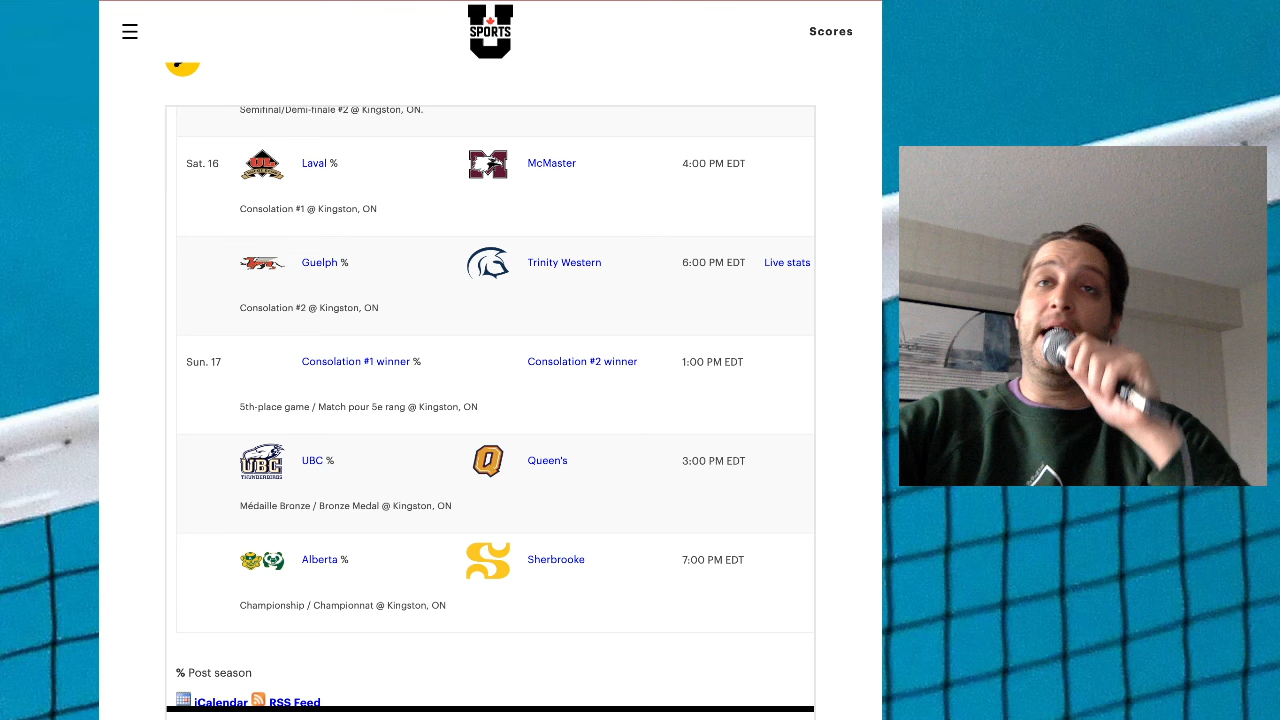 ☰
U
SPORTS
Scores
Semifinal/Demi-finale #2 @ Kingston, ON.
Sat. 16 Laval % McMaster 4:00 PM EDT
Consolation #1 @ Kingston, ON
Guelph % Trinity Western 6:00 PM EDT Live stats
Consolation #2 @ Kingston, ON
Sun. 17 Consolation #1 winner % Consolation #2 winner 1:00 PM EDT
5th-place game / Match pour 5e rang @ Kingston, ON
UBC
THUNDERBIRDS
UBC % Q Queen's 3:00 PM EDT
Médaille Bronze / Bronze Medal @ Kingston, ON
Alberta % S Sherbrooke 7:00 PM EDT
Championship / Championnat @ Kingston, ON
% Post season
iCalendar RSS Feed